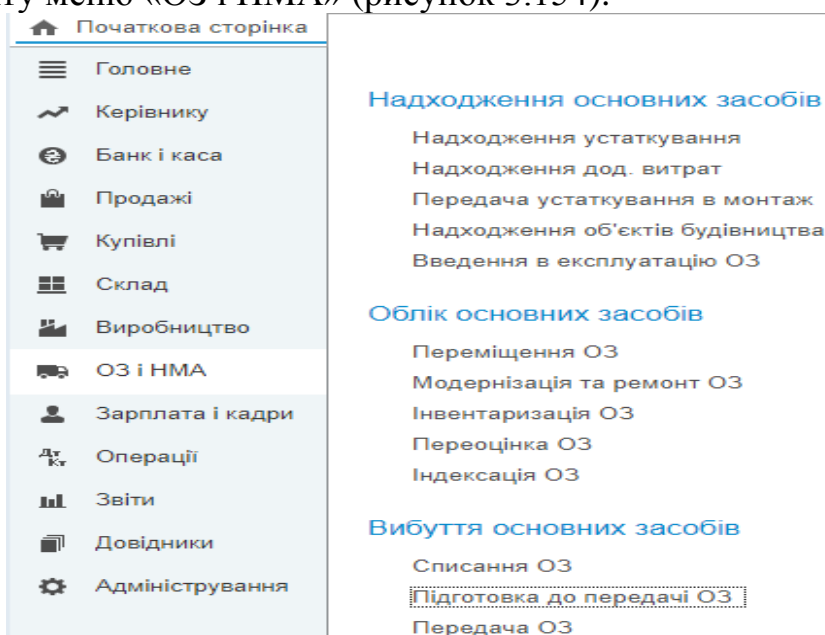 ту меню «ОЗ і НМА» (рисунок 3.154).
Початкова сторінка
Головне
Керівнику
Банк і каса
Продажі
Купівлі
Склад
Виробництво
ОЗ і НМА
Зарплата і кадри
Операції
Звіти
Довідники
Адміністрування
Надходження основних засобів
Надходження устаткування
Надходження дод. витрат
Передача устаткування в монтаж
Надходження об'єктів будівництва
Введення в експлуатацію ОЗ
Облік основних засобів
Переміщення ОЗ
Модернізація та ремонт ОЗ
Інвентаризація ОЗ
Переоцінка ОЗ
Індексація ОЗ
Вибуття основних засобів
Списання ОЗ
Підготовка до передачі ОЗ
Передача ОЗ